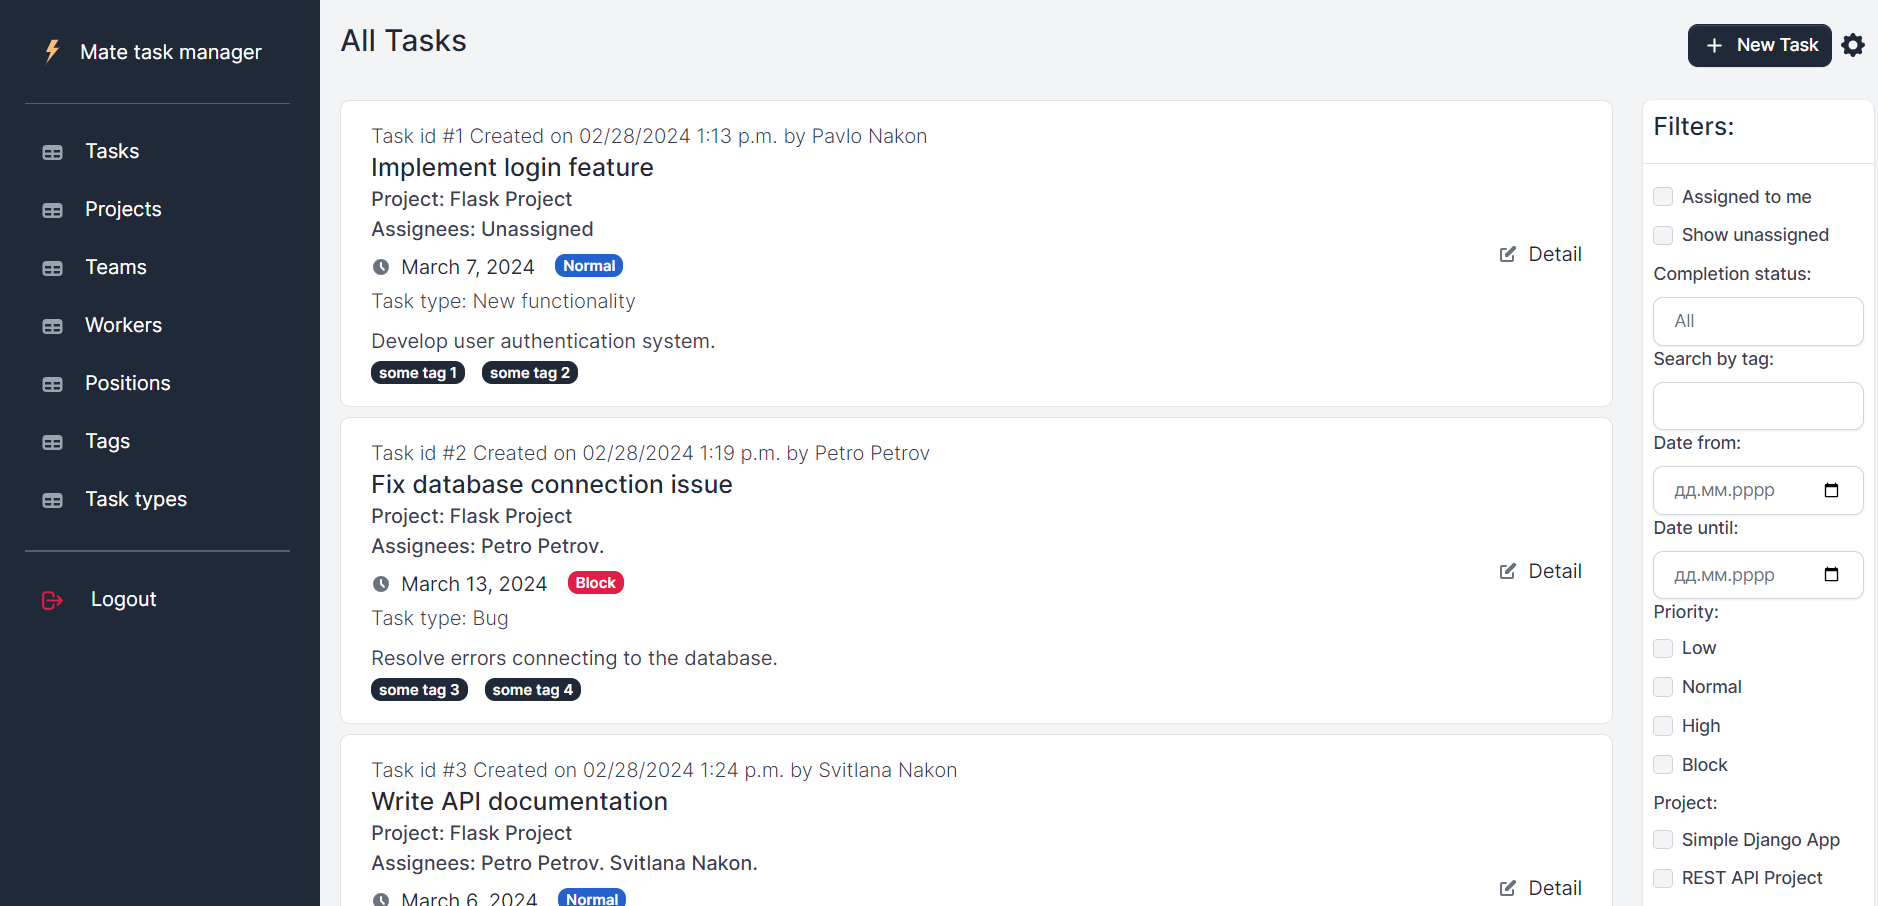 Mate task manager
Tasks
Projects
Teams
Workers
Positions
Tags
Task types
Logout
All Tasks
New Task
Task id #1 Created on 02/28/2024 1:13 p.m. by Pavlo Nakon
Implement login feature
Project: Flask Project
Assignees: Unassigned
March 7, 2024 Normal
Task type: New functionality
Develop user authentication system.
some tag 1 some tag 2
Detail
Task id #2 Created on 02/28/2024 1:19 p.m. by Petro Petrov
Fix database connection issue
Project: Flask Project
Assignees: Petro Petrov.
March 13, 2024 Block
Task type: Bug
Resolve errors connecting to the database.
some tag 3 some tag 4
Detail
Task id #3 Created on 02/28/2024 1:24 p.m. by Svitlana Nakon
Write API documentation
Project: Flask Project
Assignees: Petro Petrov. Svitlana Nakon.
March 6, 2024 Normal
Detail
Filters:
Assigned to me
Show unassigned
Completion status:
All
Search by tag:
Date from:
дд.мм.рррр
Date until:
дд.мм.рррр
Priority:
Low
Normal
High
Block
Project:
Simple Django App
REST API Project